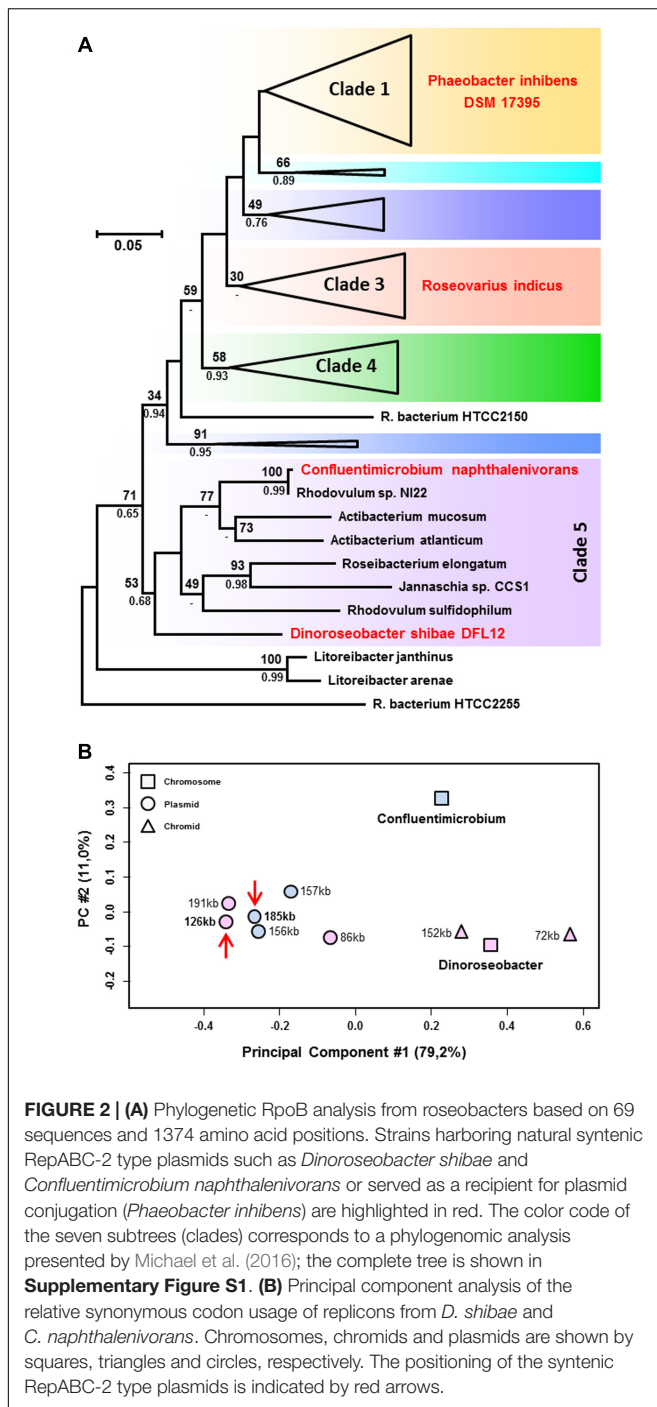 A
Clade 1
Phaeobacter inhibens
DSM 17395
66
0.89
49
0.76
0.05
30
-
Clade 3
Roseovarius indicus
59
-
58
0.93
Clade 4
34
0.94
R. bacterium HTCC2150
91
0.95
Confluentimicrobium naphthalenivorans
100
0.99
Rhodovulum sp. NI22
77
-
Actibacterium mucosum
73
-
Actibacterium atlanticum
71
0.65
Clade 5
93
0.98
Roseibacterium elongatum
Jannaschia sp. CCS1
53
0.68
49
-
Rhodovulum sulfidophilum
Dinoroseobacter shibae DFL12
100
0.99
Litoreibacter janthinus
Litoreibacter arenae
R. bacterium HTCC2255
B
PC #2 (11,0%)
0.4
0.3
0.2
0.1
0.0
-0.1
-0.2
Chromosome
Plasmid
Chromid
Confluentimicrobium
157kb
191kb
185kb
126kb
156kb
86kb
152kb
72kb
Dinoroseobacter
-0.4
-0.2
0.0
0.2
0.4
0.6
Principal Component #1 (79,2%)
FIGURE 2 | (A) Phylogenetic RpoB analysis from roseobacters based on 69
sequences and 1374 amino acid positions. Strains harboring natural syntenic
RepABC-2 type plasmids such as Dinoroseobacter shibae and
Confluentimicrobium naphthalenivorans or served as a recipient for plasmid
conjugation (Phaeobacter inhibens) are highlighted in red. The color code of
the seven subtrees (clades) corresponds to a phylogenomic analysis
presented by Michael et al. (2016); the complete tree is shown in
Supplementary Figure S1. (B) Principal component analysis of the
relative synonymous codon usage of replicons from D. shibae and
C. naphthalenivorans. Chromosomes, chromids and plasmids are shown by
squares, triangles and circles, respectively. The positioning of the syntenic
RepABC-2 type plasmids is indicated by red arrows.